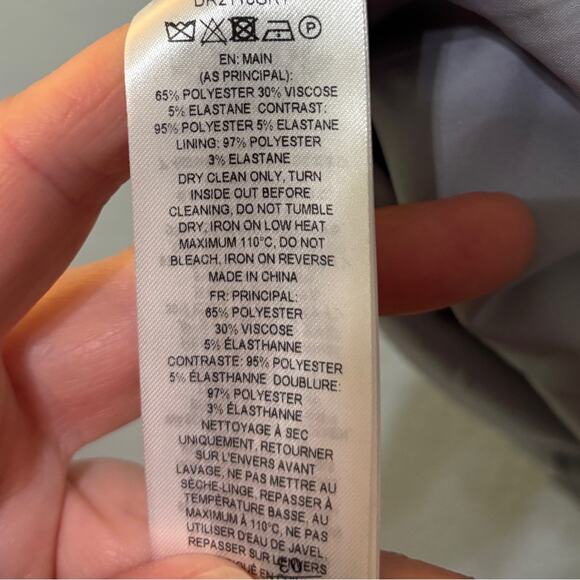 EN: MAIN
(AS PRINCIPAL):
65% POLYESTER 30% VISCOSE
5% ELASTANE CONTRAST:
95% POLYESTER 5% ELASTANE
LINING: 97% POLYESTER
3% ELASTANE
DRY CLEAN ONLY, TURN
INSIDE OUT BEFORE
CLEANING, DO NOT TUMBLE
DRY, IRON ON LOW HEAT
MAXIMUM 110°C, DO NOT
BLEACH, IRON ON REVERSE
MADE IN CHINA
FR: PRINCIPAL:
65% POLYESTER
30% VISCOSE
5% ÉLASTHANNE
CONTRASTE: 95% POLYESTER
5% ÉLASTHANNE DOUBLURE:
97% POLYESTER
3% ÉLASTHANNE
NETTOYAGE À SEC
UNIQUEMENT, RETOURNER
SUR L'ENVERS AVANT
LAVAGE, NE PAS METTRE AU
SÈCHE-LINGE, REPASSER À
TEMPÉRATURE BASSE, AU
MAXIMUM À 110°C, NE PAS
UTILISER D'EAU DE JAVEL,
REPASSER SUR